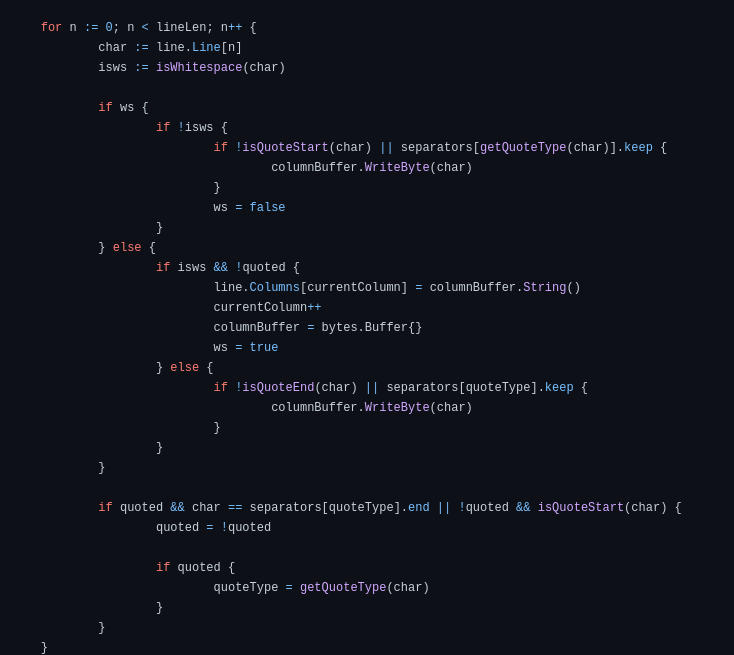 for n := 0; n < lineLen; n++ {
char := line.Line[n]
isws := isWhitespace(char)
if ws {
if !isws {
if !isQuoteStart(char) || separators[getQuoteType(char)].keep {
columnBuffer.WriteByte(char)
}
ws = false
}
} else {
if isws && !quoted {
line.Columns[currentColumn] = columnBuffer.String()
currentColumn++
columnBuffer = bytes.Buffer{}
ws = true
} else {
if !isQuoteEnd(char) || separators[quoteType].keep {
columnBuffer.WriteByte(char)
}
}
}
if quoted && char == separators[quoteType].end || !quoted && isQuoteStart(char) {
quoted = !quoted
if quoted {
quoteType = getQuoteType(char)
}
}
}